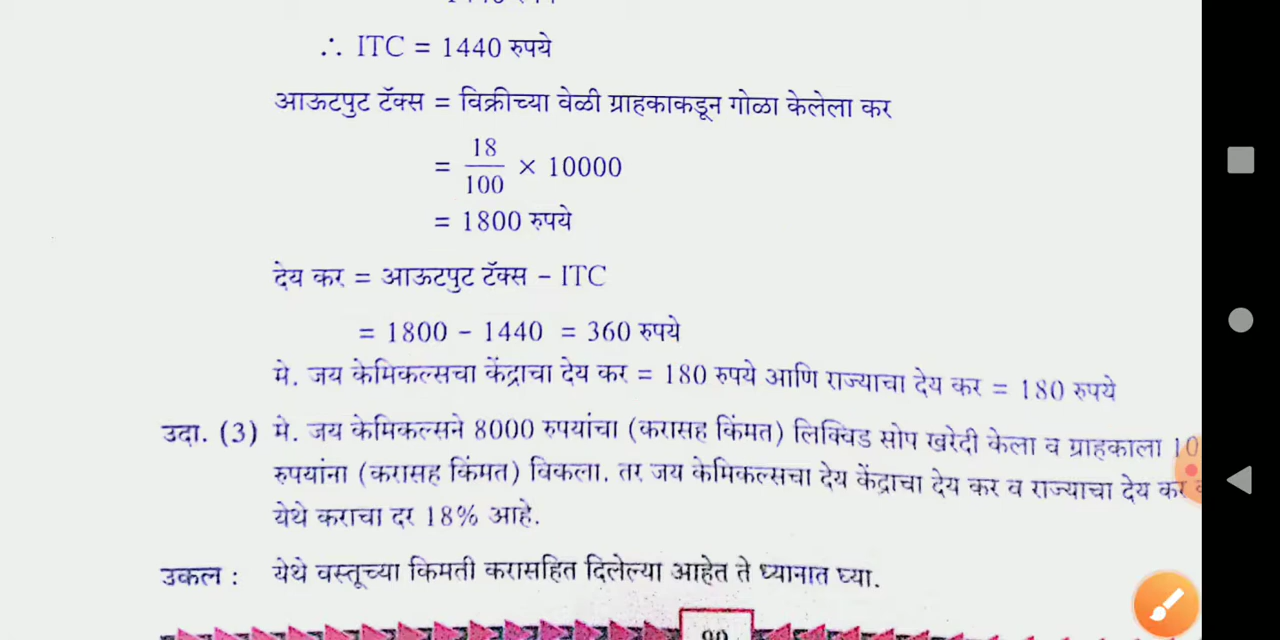 ∴ ITC = 1440 रुपये
आऊटपुट टॅक्स = विक्रीच्या वेळी ग्राहकाकडून गोळा केलेला कर
= 18/100 × 10000
= 1800 रुपये
देय कर = आऊटपुट टॅक्स − ITC
= 1800 − 1440 = 360 रुपये
मे. जय केमिकल्सचा केंद्राचा देय कर = 180 रुपये आणि राज्याचा देय कर = 180 रुपये
उदा. (3) मे. जय केमिकल्सने 8000 रुपयांचा (करासह किंमत) लिक्विड सोप खरेदी केला व ग्राहकाला 10
रुपयांना (करासह किंमत) विकला. तर जय केमिकल्सचा देय केंद्राचा देय कर व राज्याचा देय कर
येथे कराचा दर 18% आहे.
उकल : येथे वस्तूच्या किमती करासहित दिलेल्या आहेत ते ध्यानात घ्या.